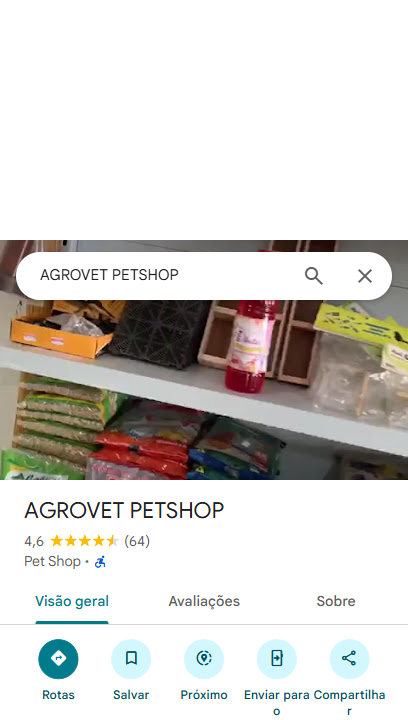 AGROVET PETSHOP
AGROVET PETSHOP
4,6 (64)
Pet Shop ·
Visão geral Avaliações Sobre
Rotas Salvar Próximo Enviar para o Compartilhar